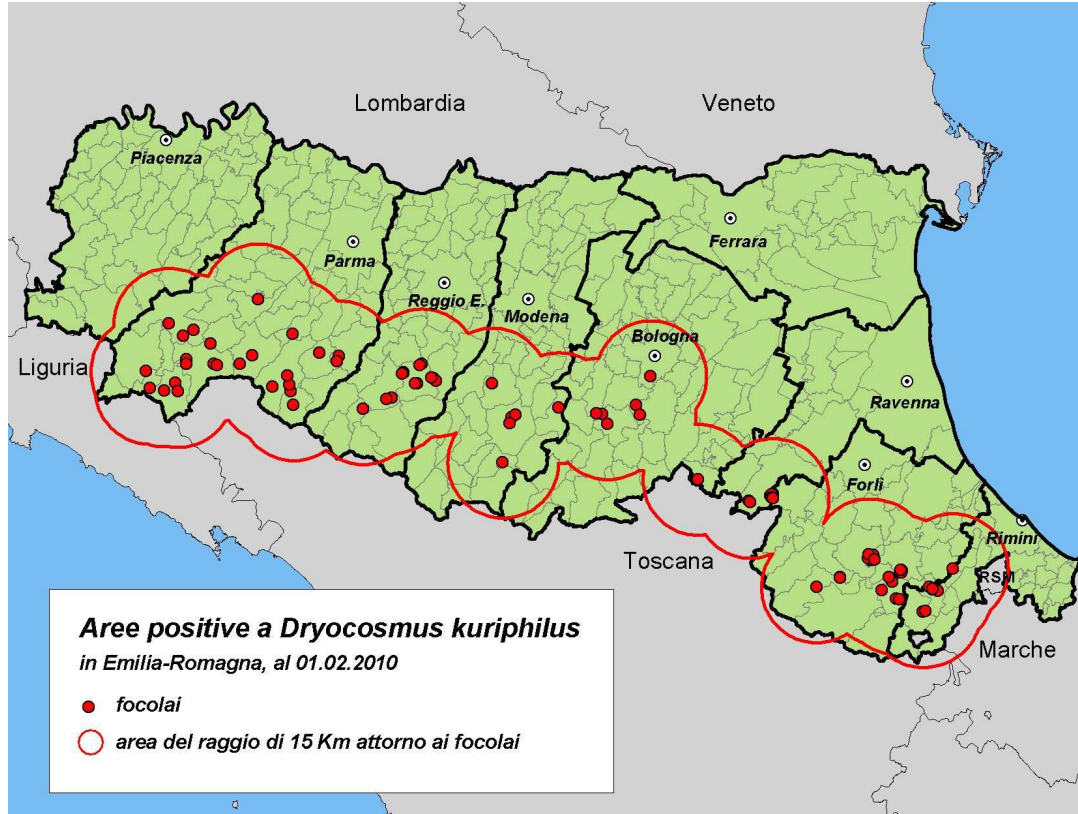 Lombardia
Veneto
Piacenza
Ferrara
Parma
Reggio E.
Modena
Bologna
Liguria
Ravenna
Forlì
Rimini
Toscana
RSM
Marche
Aree positive a Dryocosmus kuriphilus
in Emilia-Romagna, al 01.02.2010
focolai
area del raggio di 15 Km attorno ai focolai